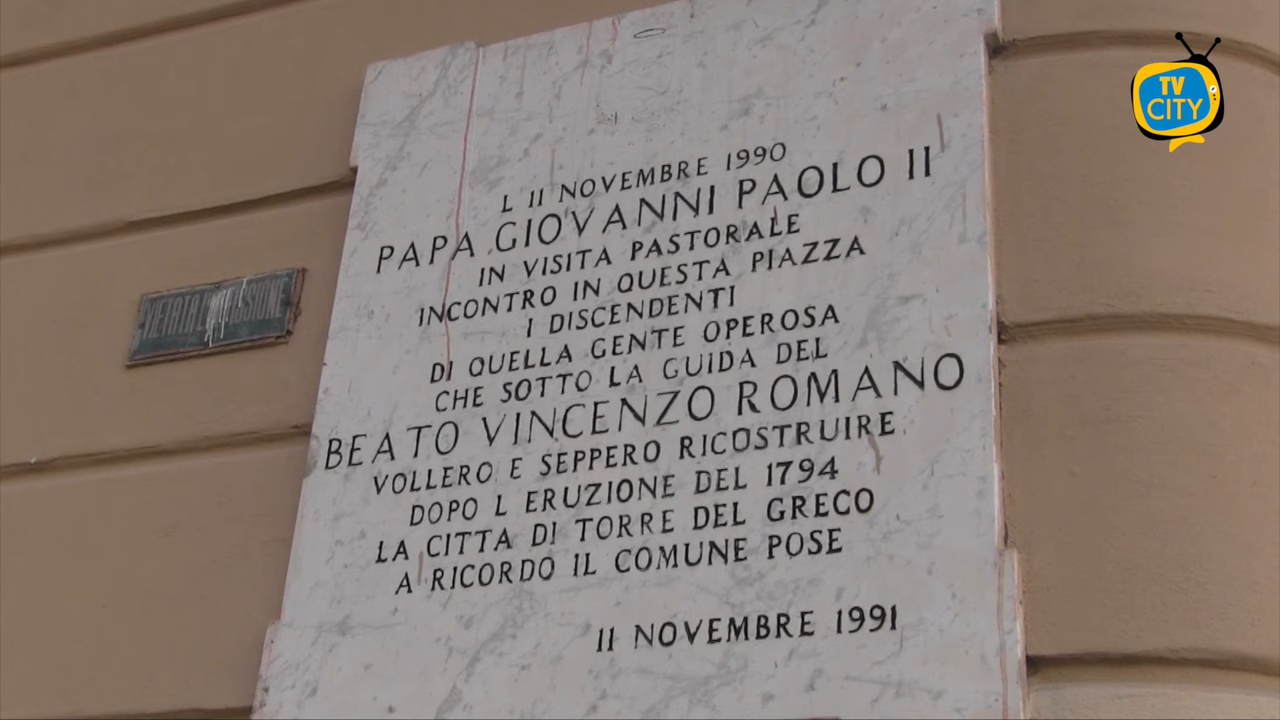 TV
CITY
L 11 NOVEMBRE 1990
PAPA GIOVANNI PAOLO II
IN VISITA PASTORALE
INCONTRO IN QUESTA PIAZZA
I DISCENDENTI
DI QUELLA GENTE OPEROSA
CHE SOTTO LA GUIDA DEL
BEATO VINCENZO ROMANO
VOLLERO E SEPPERO RICOSTRUIRE
DOPO L ERUZIONE DEL 1794
LA CITTA DI TORRE DEL GRECO
A RICORDO IL COMUNE POSE
11 NOVEMBRE 1991